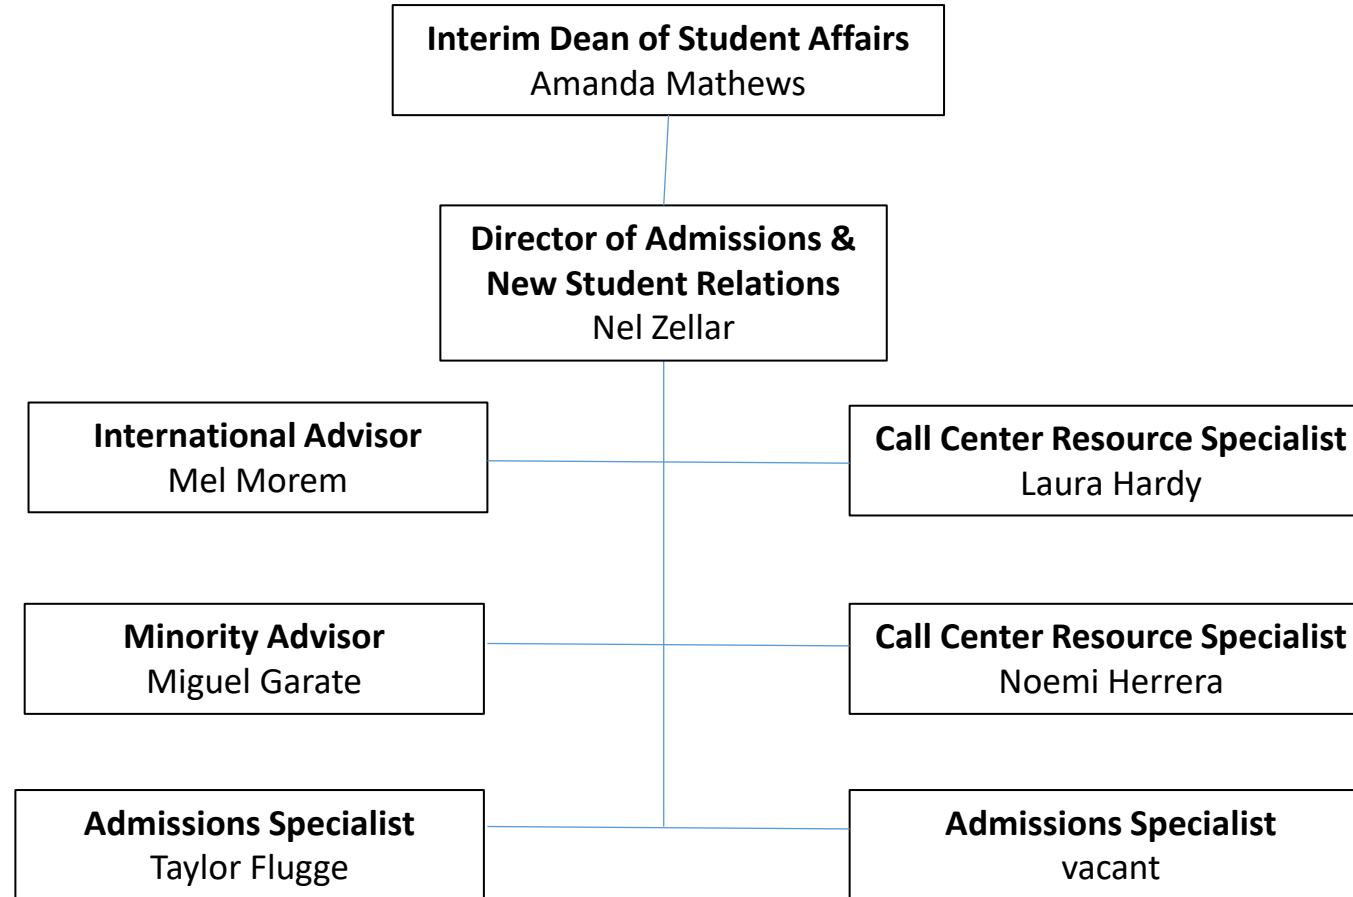 Interim Dean of Student Affairs
Amanda Mathews
Director of Admissions &
New Student Relations
Nel Zellar
International Advisor
Mel Morem
Call Center Resource Specialist
Laura Hardy
Minority Advisor
Miguel Garate
Call Center Resource Specialist
Noemi Herrera
Admissions Specialist
Taylor Flugge
Admissions Specialist
vacant